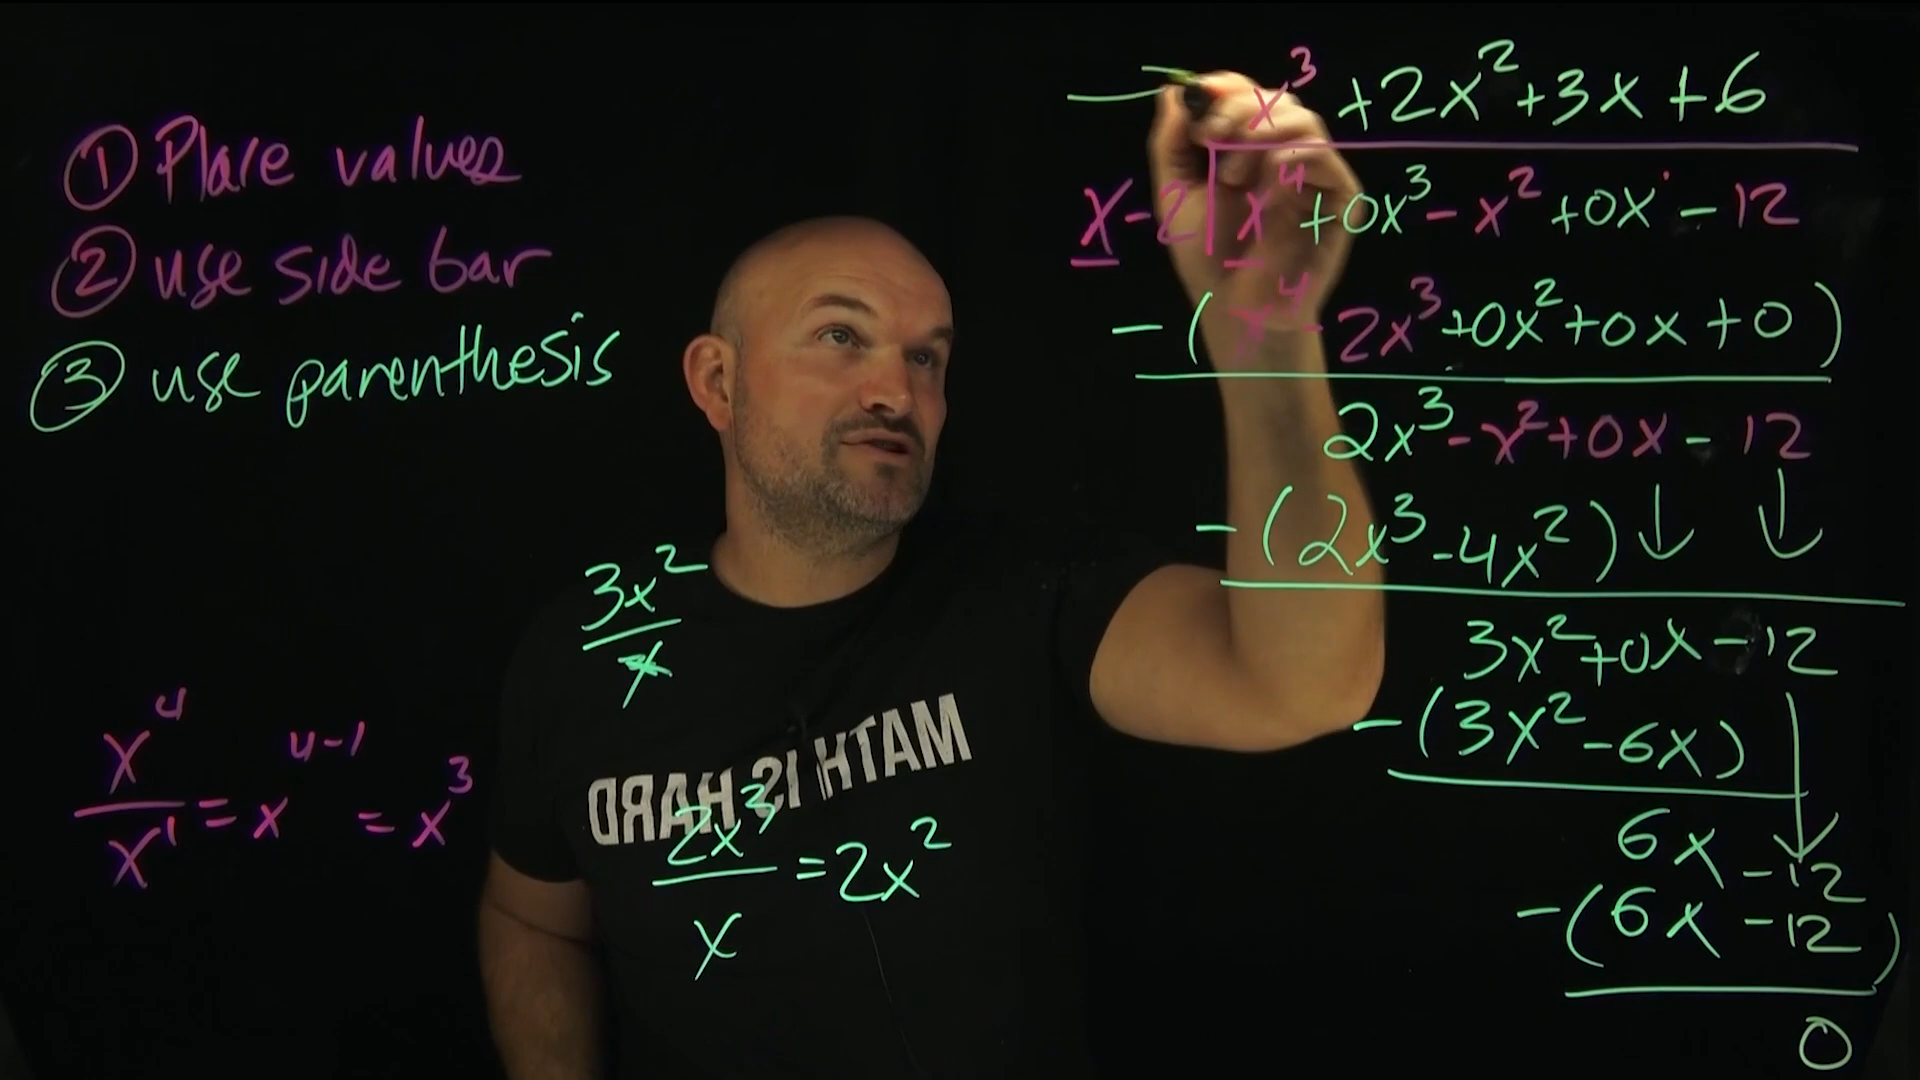 ① Place values
② use side bar
③ use parenthesis
x³ +2x² +3x +6
x-2 x⁴ +0x³ - x² +0x - 12
-( x⁴ - 2x³ +0x² +0x +0 )
2x³ - x² +0x - 12
-( 2x³ -4x² ) ↓ ↓
3x² +0x -12
-( 3x² -6x )
6x -12
-( 6x -12 )
0
3x²/x
x⁴/x¹ = x⁴⁻¹ = x³
MATH IS HARD
2x³/x = 2x²